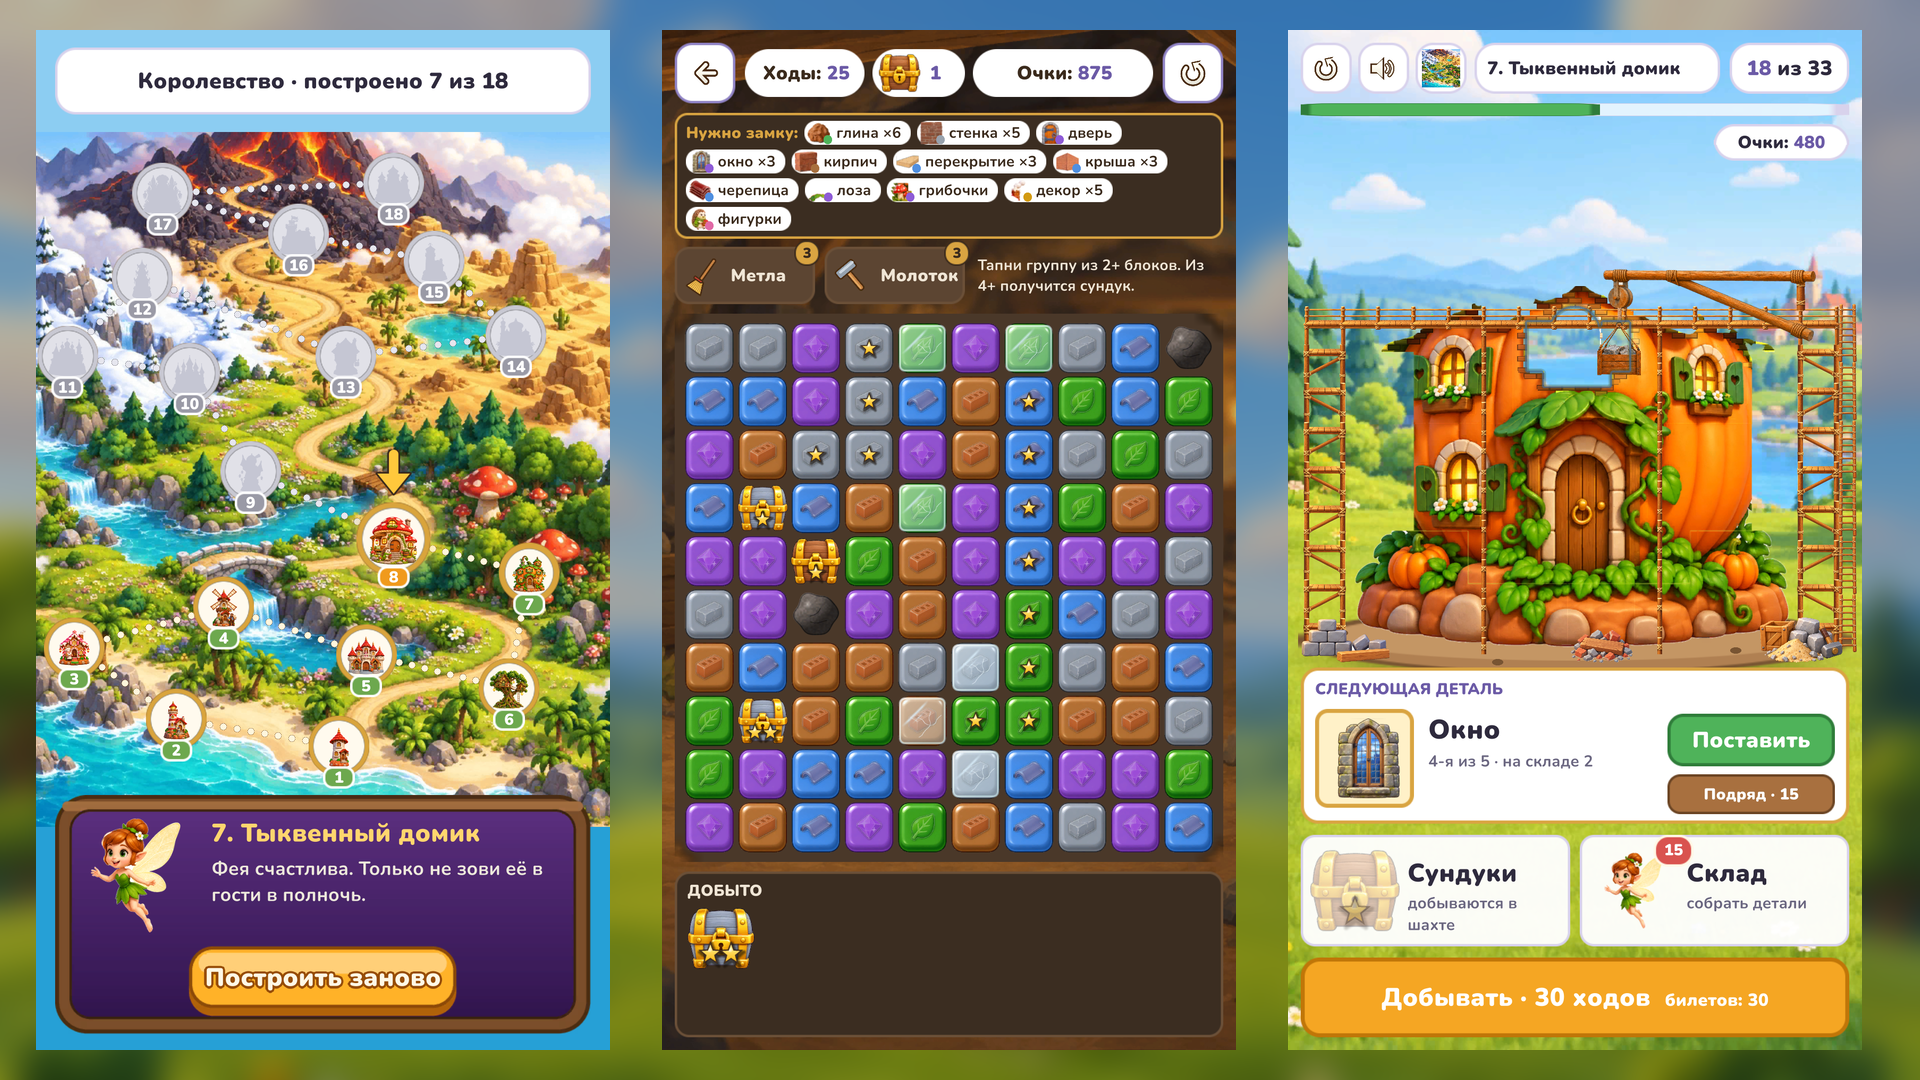 Королевство · построено 7 из 18
17
18
16
15
12
14
11
13
10
9
8
7
4
5
3
6
2
1
7. Тыквенный домик
Фея счастлива. Только не зови её в
гости в полночь.
Построить заново
Ходы: 25
1
Очки: 875
Нужно замку: глина ×6 стенка ×5 дверь
окно ×3 кирпич перекрытие ×3 крыша ×3
черепица лоза грибочки декор ×5
фигурки
Метла 3
Молоток 3
Тапни группу из 2+ блоков. Из
4+ получится сундук.
ДОБЫТО
7. Тыквенный домик
18 из 33
Очки: 480
СЛЕДУЮЩАЯ ДЕТАЛЬ
Окно
4-я из 5 · на складе 2
Поставить
Подряд · 15
Сундуки
добываются в
шахте
15
Склад
собрать детали
Добывать · 30 ходов билетов: 30